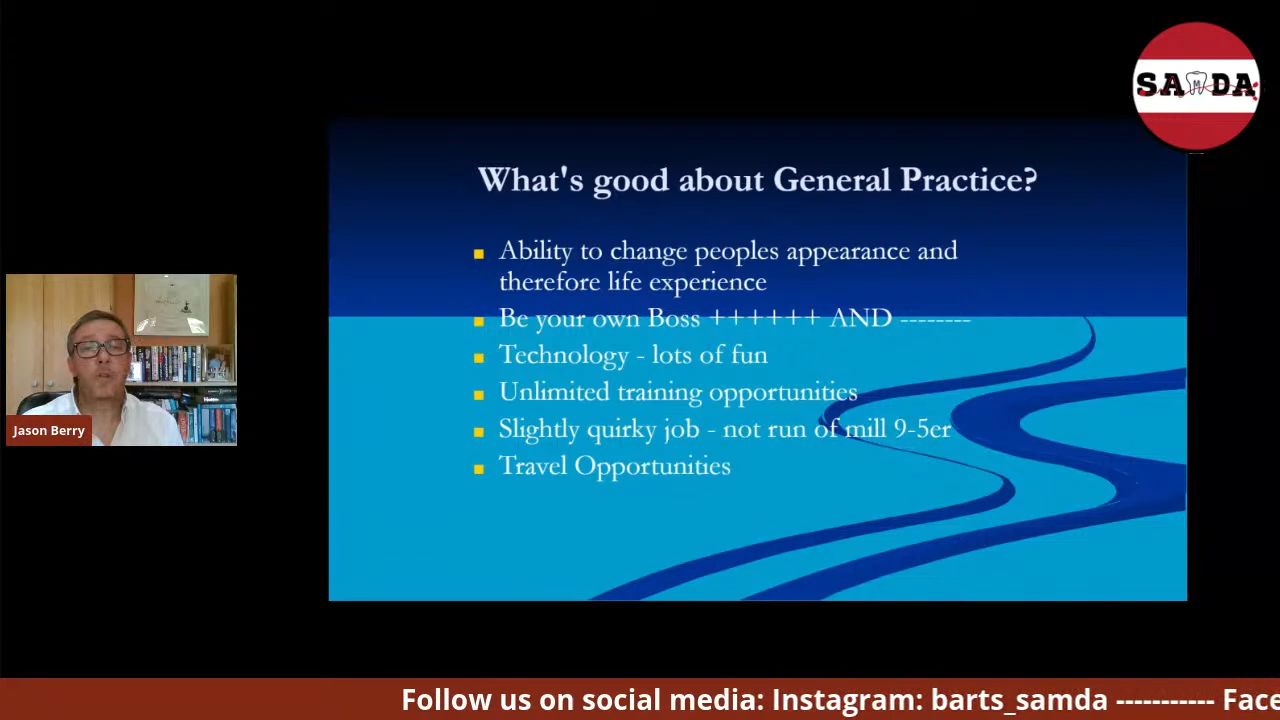 SAMDA
What's good about General Practice?
Ability to change peoples appearance and
therefore life experience
Be your own Boss ++++++ AND --------
Technology - lots of fun
Unlimited training opportunities
Slightly quirky job - not run of mill 9-5er
Travel Opportunities
Jason Berry
Follow us on social media: Instagram: barts_samda ----------- Face